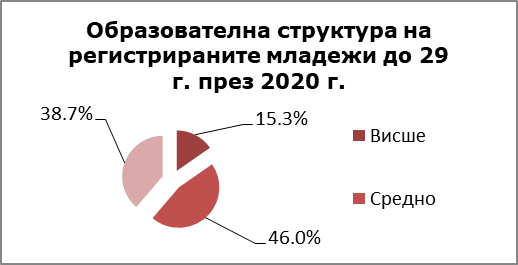 Образователна структура на
регистрираните младежи до 29
г. през 2020 г.
38.7%
15.3%
46.0%
Висше
Средно